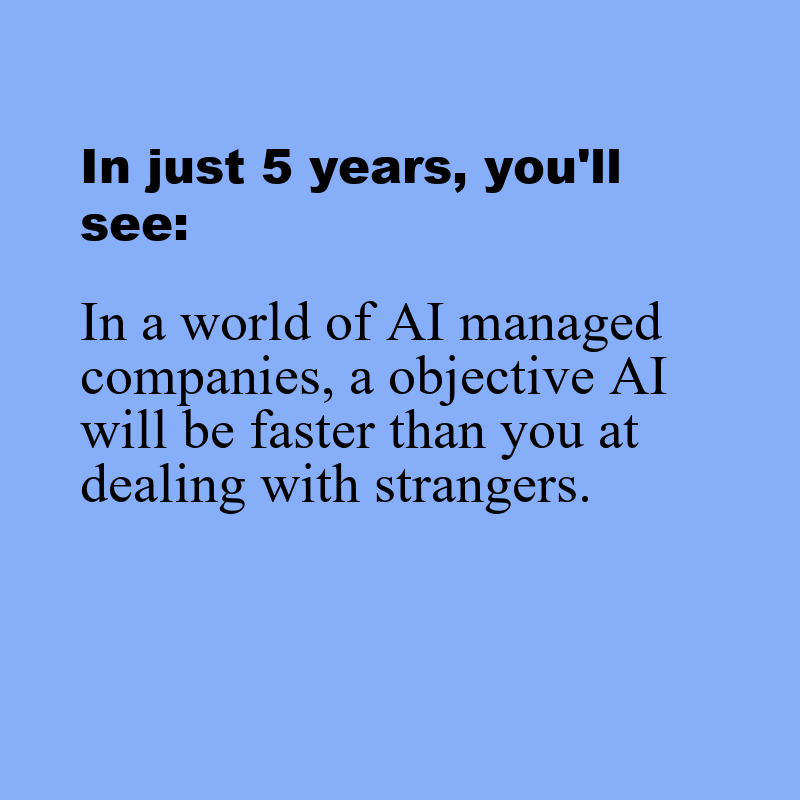 In just 5 years, you'll
see:
In a world of AI managed
companies, a objective AI
will be faster than you at
dealing with strangers.